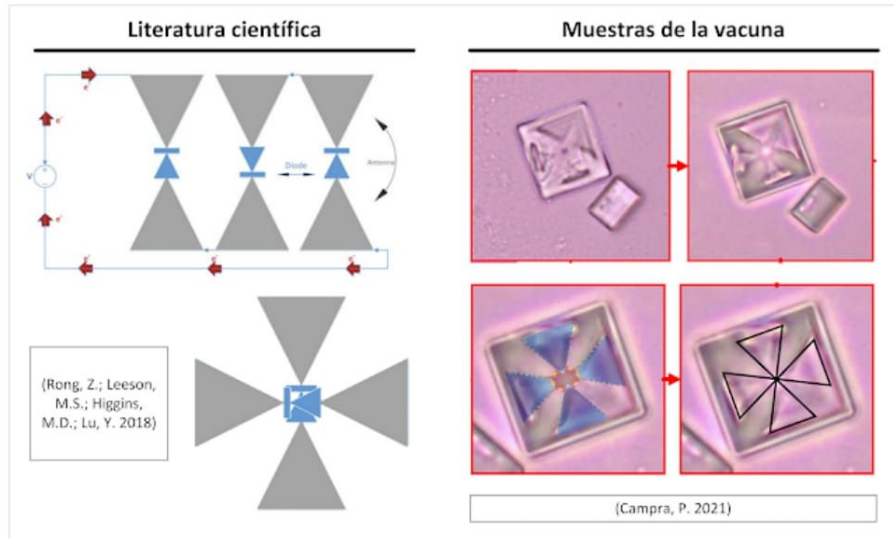 Literatura científica
Muestras de la vacuna
e⁻
e⁻
V
Diode
Antenna
e⁻
e⁻
e⁻
e⁻
(Rong, Z.; Leeson,
M.S.; Higgins,
M.D.; Lu, Y. 2018)
(Campra, P. 2021)